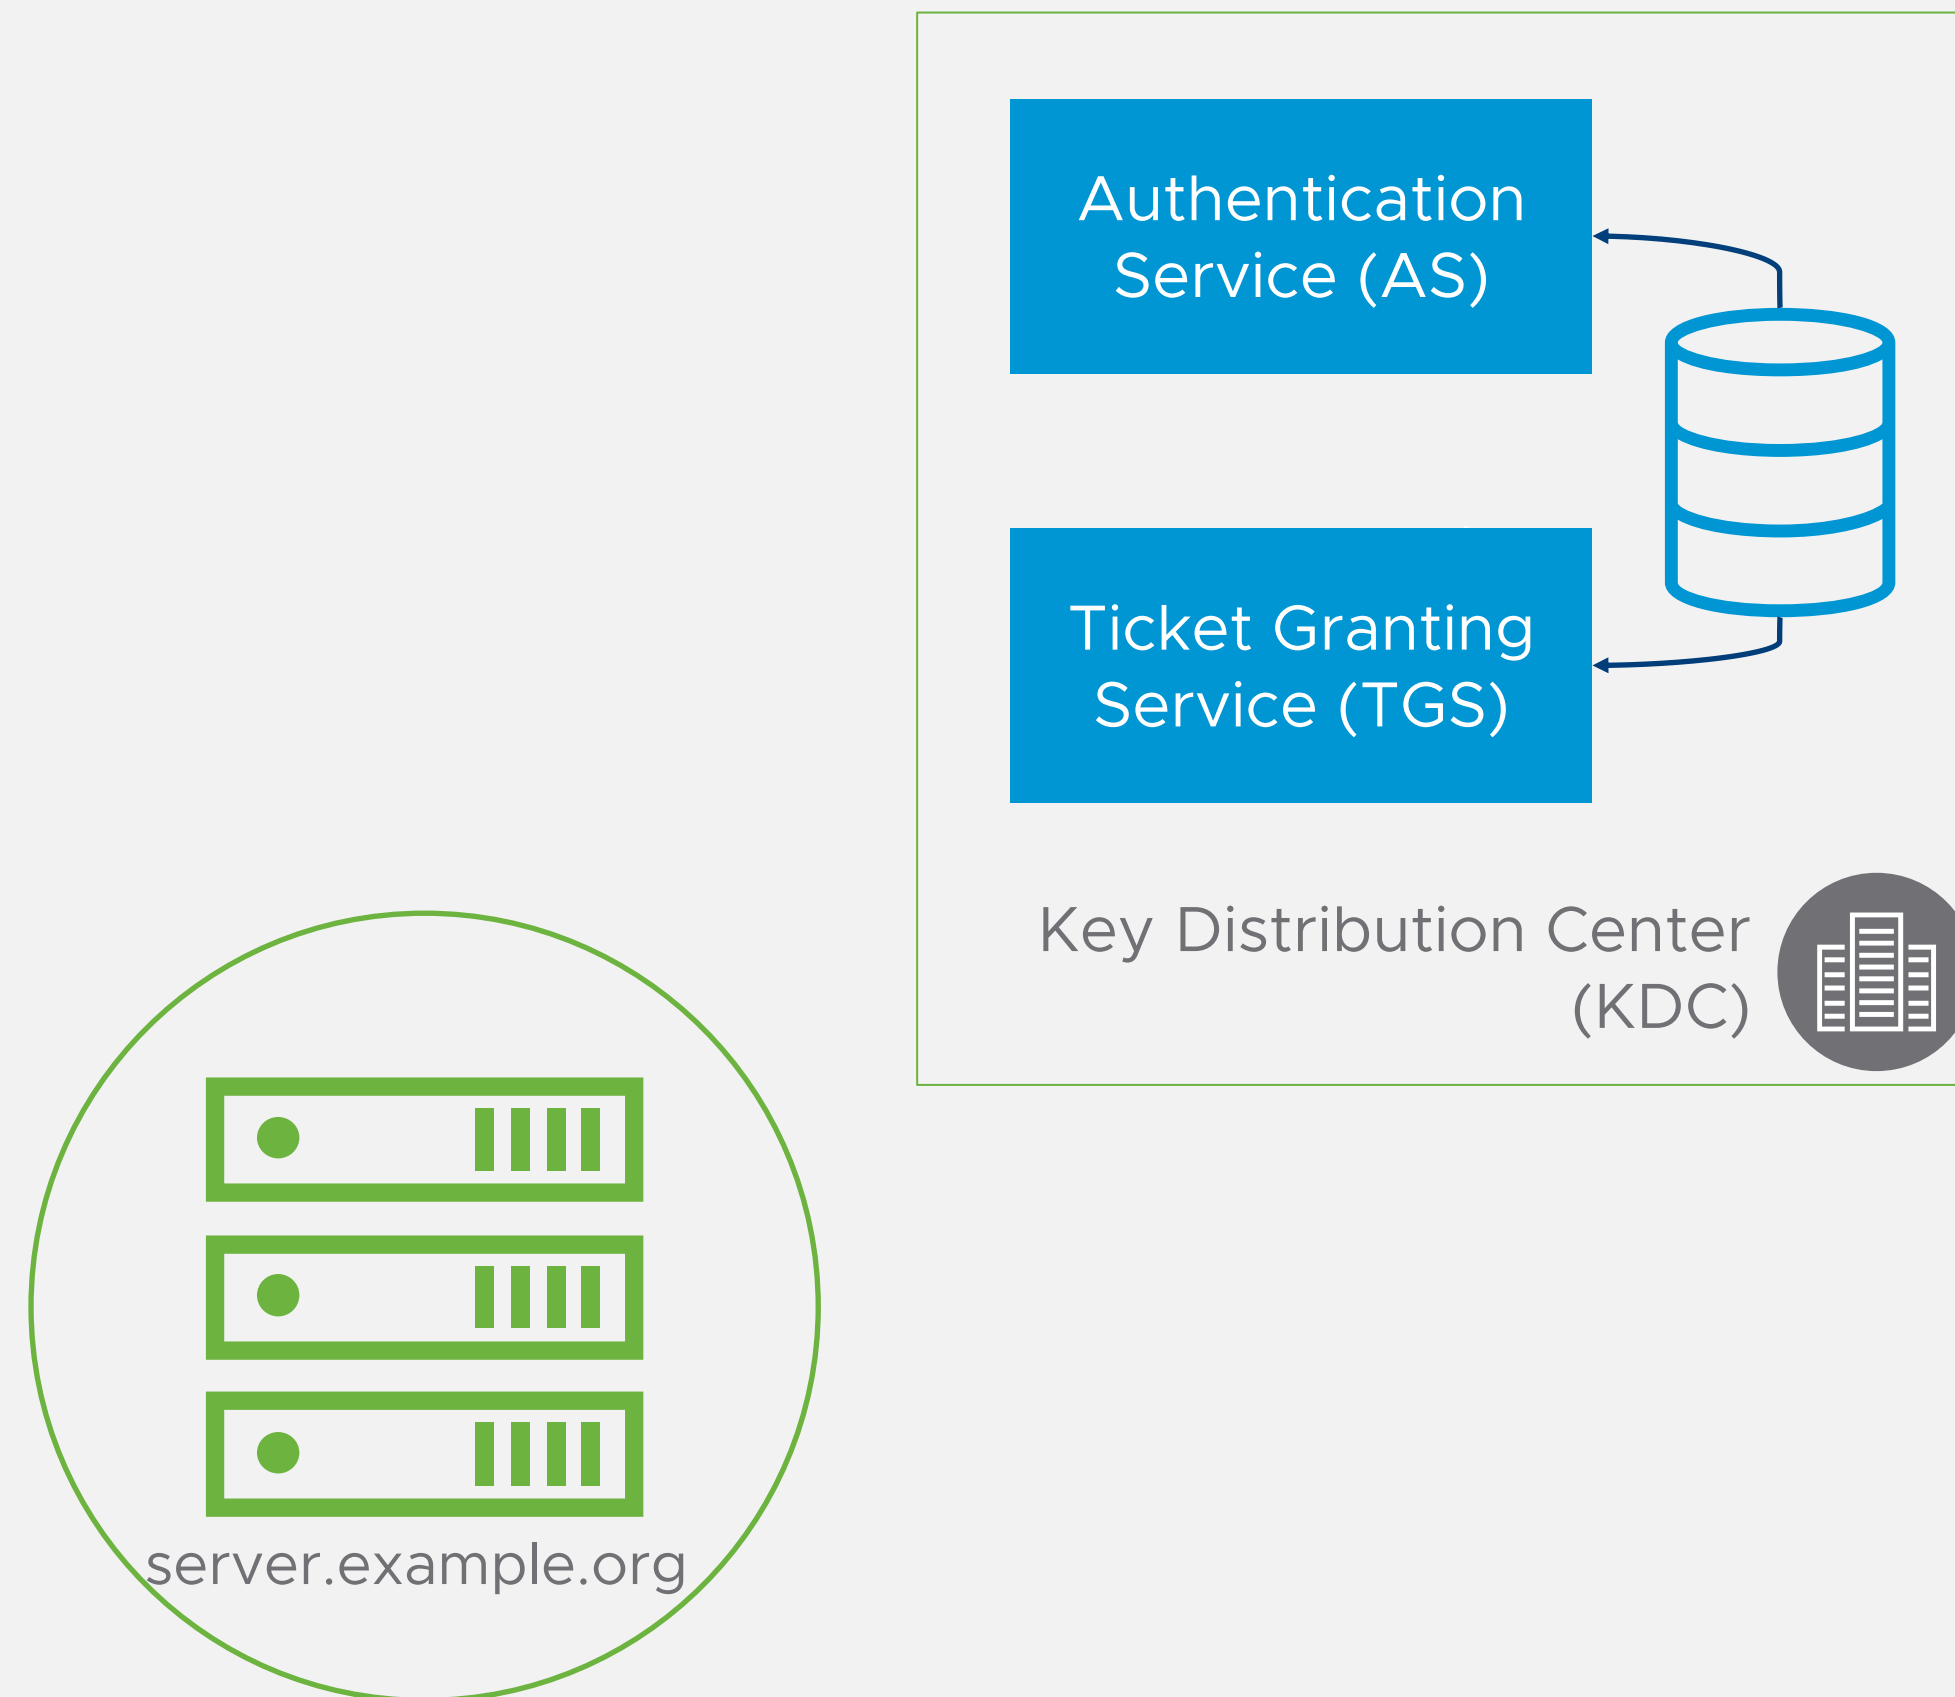 Authentication
Service (AS)
Ticket Granting
Service (TGS)
Key Distribution Center
(KDC)
server.example.org